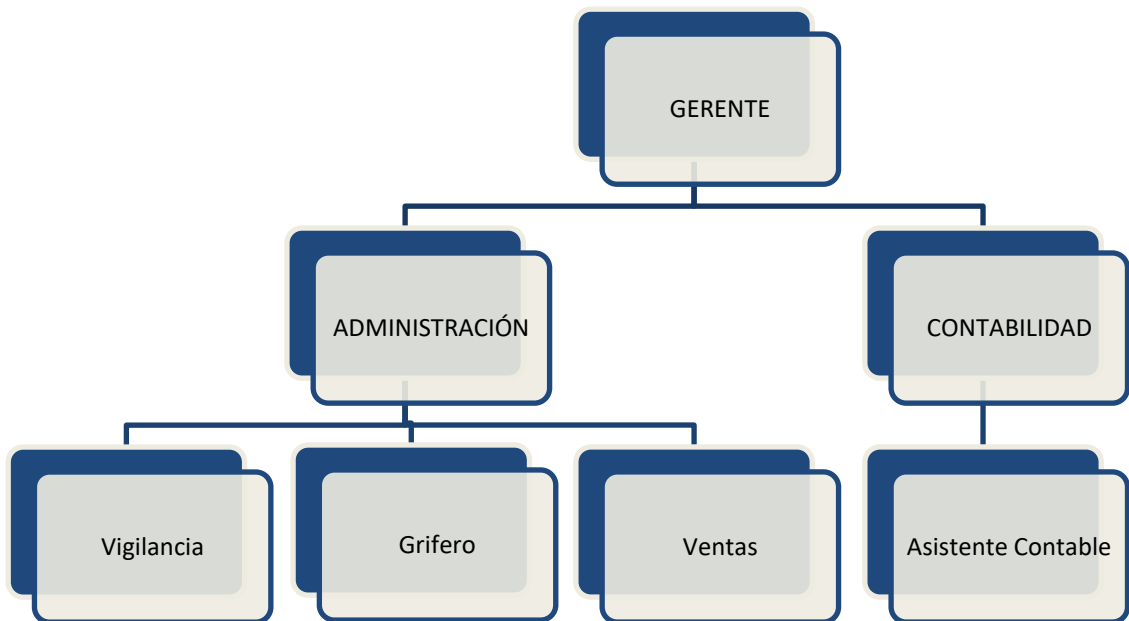 GERENTE
ADMINISTRACIÓN
CONTABILIDAD
Vigilancia
Grifero
Ventas
Asistente Contable